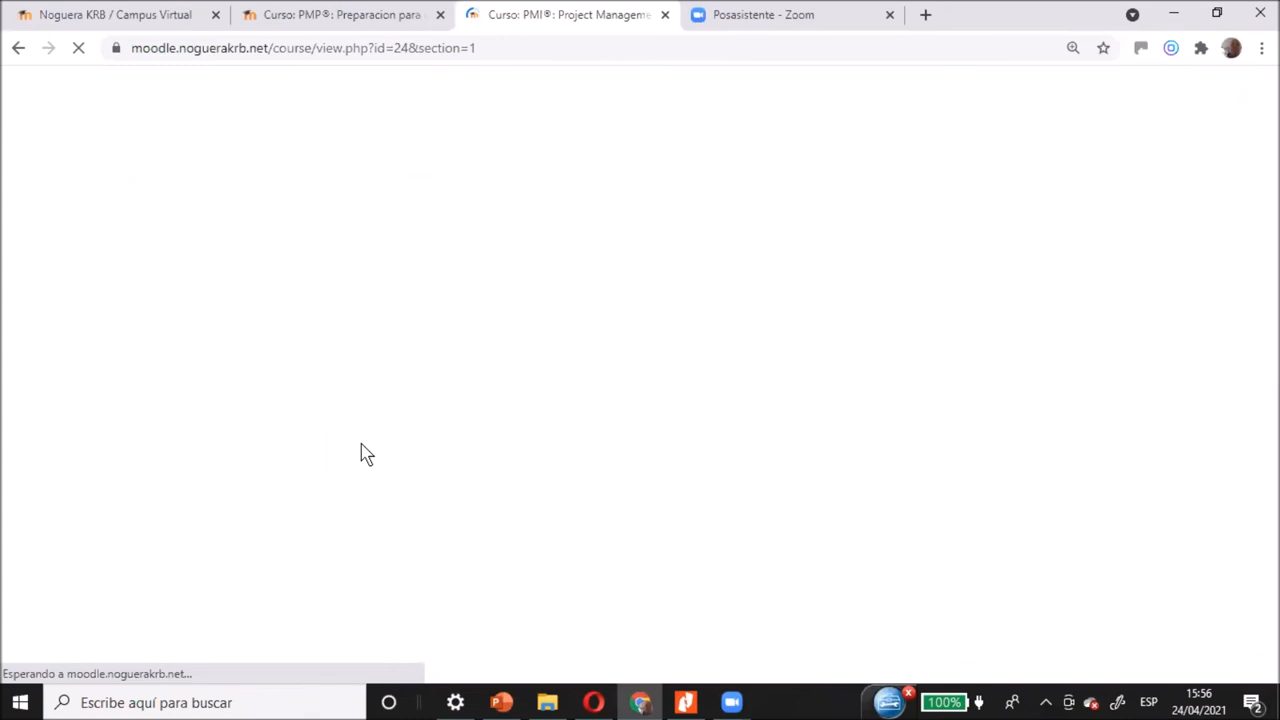 Noguera KRB / Campus Virtual
Curso: PMP®: Preparacion para
Curso: PMI®: Project Manageme
Posasistente - Zoom
moodle.noguerakrb.net/course/view.php?id=24&section=1
Esperando a moodle.noguerakrb.net...
Escribe aquí para buscar
100%
ESP
15:56
24/04/2021
2